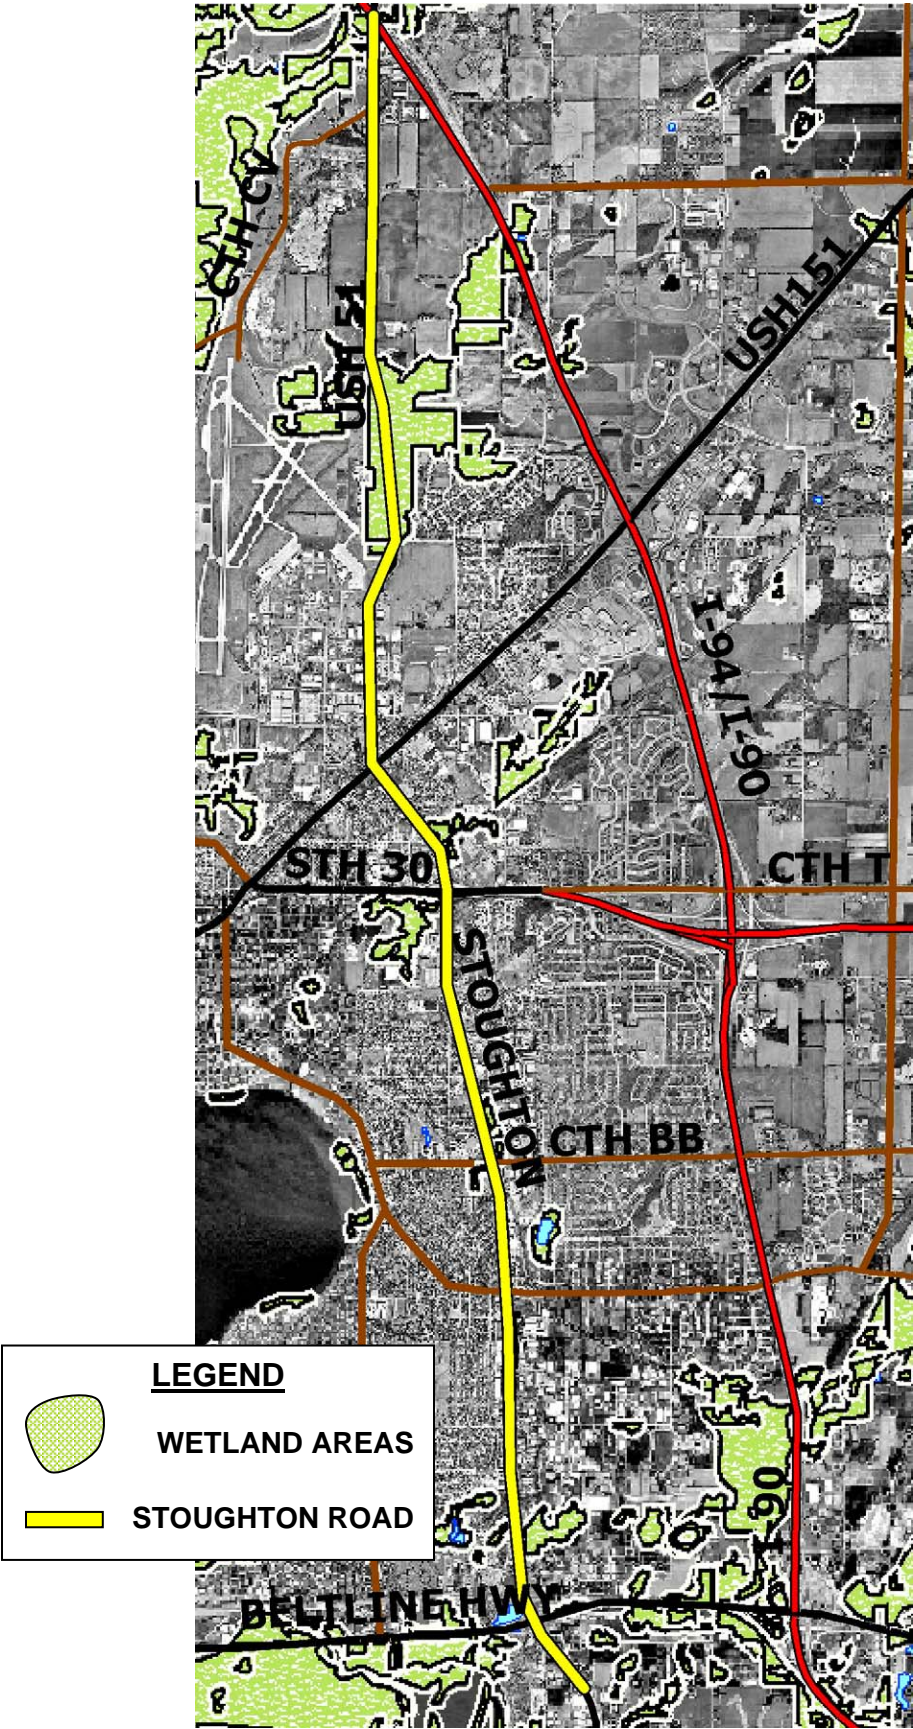 CTH CV
USH 51
USH151
I-94/I-90
STH 30
CTH T
STOUGHTON
CTH BB
LEGEND
WETLAND AREAS
STOUGHTON ROAD
I-90
BELTLINE HWY